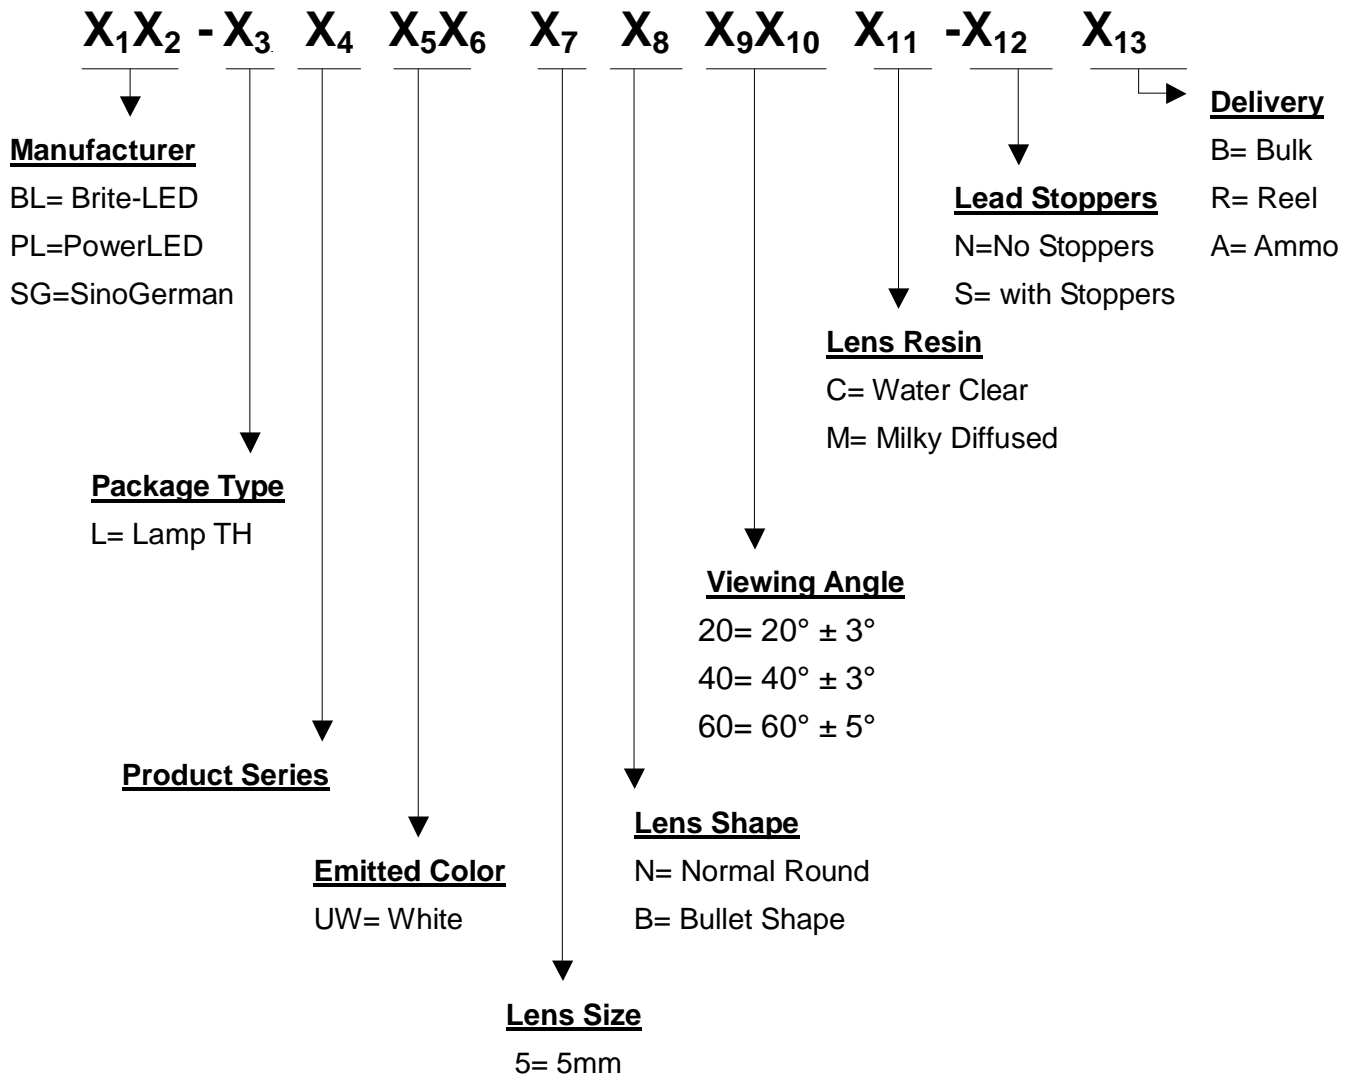 X1X2 - X3 X4 X5X6 X7 X8 X9X10 X11 -X12 X13
Manufacturer
BL= Brite-LED
PL=PowerLED
SG=SinoGerman
Package Type
L= Lamp TH
Product Series
Emitted Color
UW= White
Lens Size
5= 5mm
Lens Shape
N= Normal Round
B= Bullet Shape
Viewing Angle
20= 20° ± 3°
40= 40° ± 3°
60= 60° ± 5°
Lens Resin
C= Water Clear
M= Milky Diffused
Lead Stoppers
N=No Stoppers
S= with Stoppers
Delivery
B= Bulk
R= Reel
A= Ammo